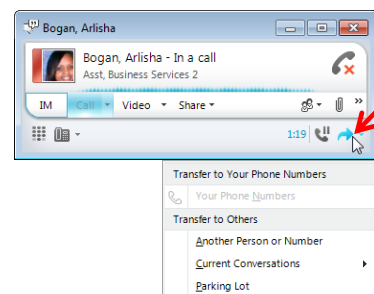 Bogan, Arlisha
Bogan, Arlisha - In a call
Asst, Business Services 2
IM Call Video Share
1:19
Transfer to Your Phone Numbers
Your Phone Numbers
Transfer to Others
Another Person or Number
Current Conversations
Parking Lot